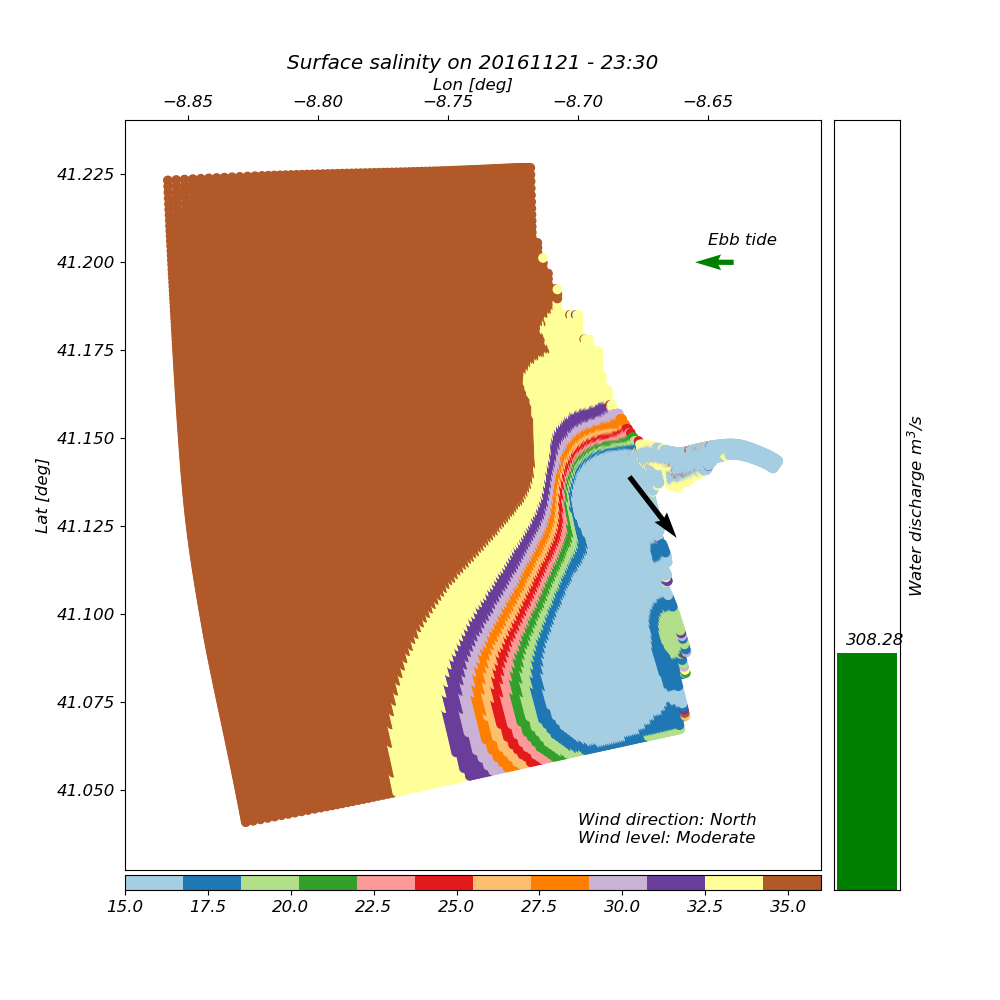 Surface salinity on 20161121 - 23:30
Lon [deg]
−8.85 −8.80 −8.75 −8.70 −8.65
41.225
41.200
41.175
41.150
41.125
41.100
41.075
41.050
Lat [deg]
Ebb tide
Water discharge m³/s
308.28
Wind direction: North
Wind level: Moderate
15.0 17.5 20.0 22.5 25.0 27.5 30.0 32.5 35.0